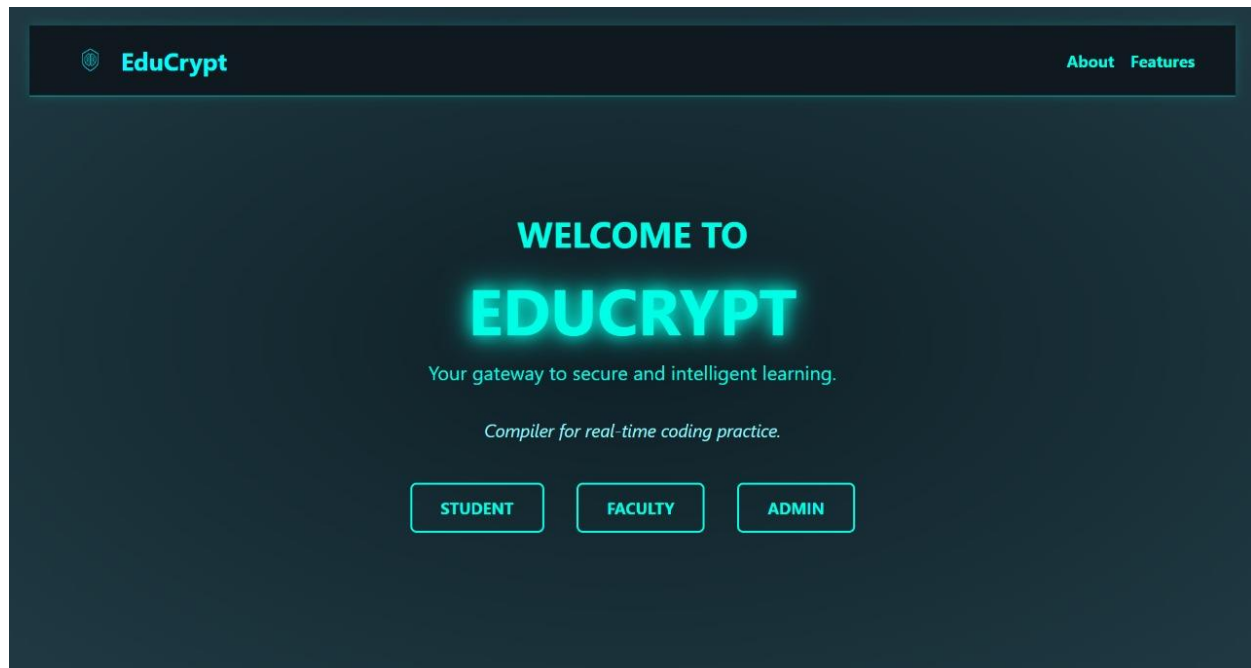 EduCrypt
About Features
WELCOME TO
EDUCRYPT
Your gateway to secure and intelligent learning.
Compiler for real-time coding practice.
STUDENT FACULTY ADMIN